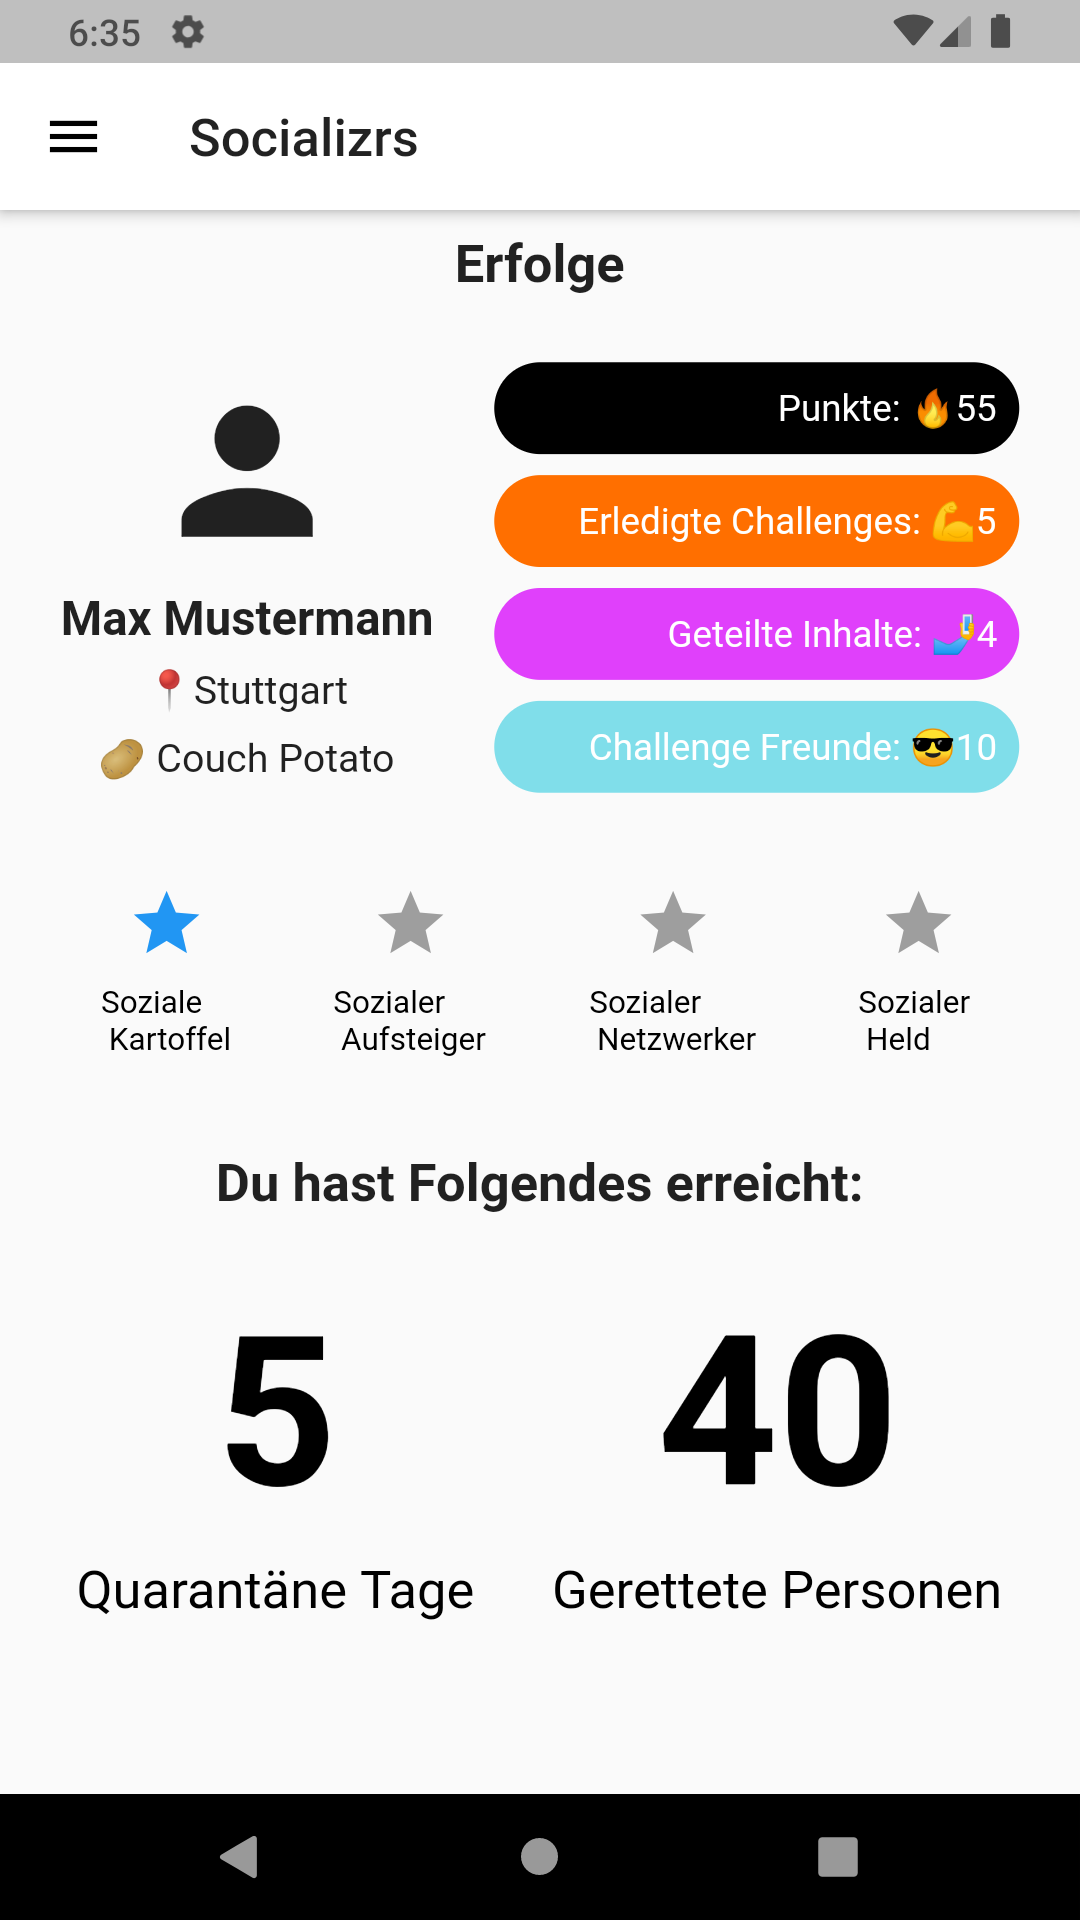 6:35
Socializrs
Erfolge
Punkte: 🔥55
Erledigte Challenges: 💪5
Geteilte Inhalte: 🤳4
Challenge Freunde: 😎10
Max Mustermann
📍Stuttgart
🥔 Couch Potato
Soziale
Kartoffel
Sozialer
Aufsteiger
Sozialer
Netzwerker
Sozialer
Held
Du hast Folgendes erreicht:
5
Quarantäne Tage
40
Gerettete Personen